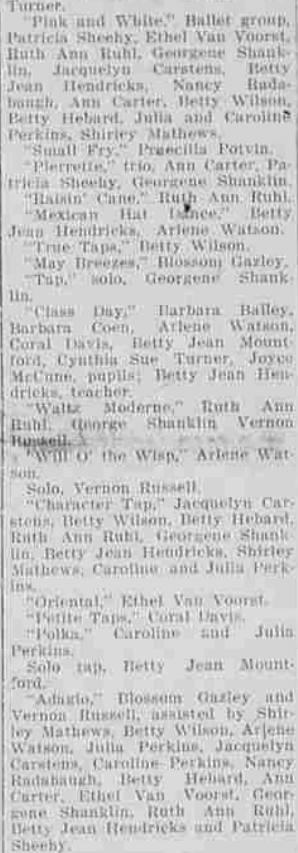 Turner.
"Pink and White," Ballet group,
Patricia Sheehy, Ethel Van Voorst,
Ruth Ann Ruhl, Georgene Shank-
lin, Jacquelyn Carstens, Betty
Jean Hendricks, Nancy Rada-
baugh, Ann Carter, Betty Wilson,
Betty Hebard, Julia and Caroline
Perkins, Shirley Mathews.
"Small Fry," Praecilla Potvin.
"Pierrette," trio, Ann Carter, Pa-
tricia Sheehy, Georgene Shanklin.
"Raisin' Cane," Ruth Ann Ruhl.
"Mexican Hat Dance," Betty
Jean Hendricks, Arlene Watson.
"True Taps," Betty Wilson.
"May Breezes," Blossom Gazley.
"Tap," solo, Georgene Shank-
lin.
"Class Day," Barbara Bailey,
Barbara Coen, Arlene Watson,
Coral Davis, Betty Jean Mount-
ford, Cynthia Sue Turner, Joyce
McCune, pupils; Betty Jean Hen-
dricks, teacher.
"Waltz Moderne," Ruth Ann
Ruhl, George Shanklin Vernon
Russell.
"Will O' the Wisp," Arlene Wat-
son.
Solo, Vernon Russell.
"Character Tap," Jacquelyn Car-
stens, Betty Wilson, Betty Hebard,
Ruth Ann Ruhl, Georgene Shank-
lin, Betty Jean Hendricks, Shirley
Mathews, Caroline and Julia Perk-
ins.
"Oriental," Ethel Van Voorst.
"Petite Taps," Coral Davis.
"Polka," Caroline and Julia
Perkins.
Solo tap, Betty Jean Mount-
ford.
"Adagio," Blossom Gazley and
Vernon Russell, assisted by Shir-
ley Mathews, Betty Wilson, Arlene
Watson, Julia Perkins, Jacquelyn
Carstens, Caroline Perkins, Nancy
Radabaugh, Betty Hebard, Ann
Carter, Ethel Van Voorst, Geor-
gene Shanklin, Ruth Ann Ruhl,
Betty Jean Hendricks and Patricia
Sheehy.